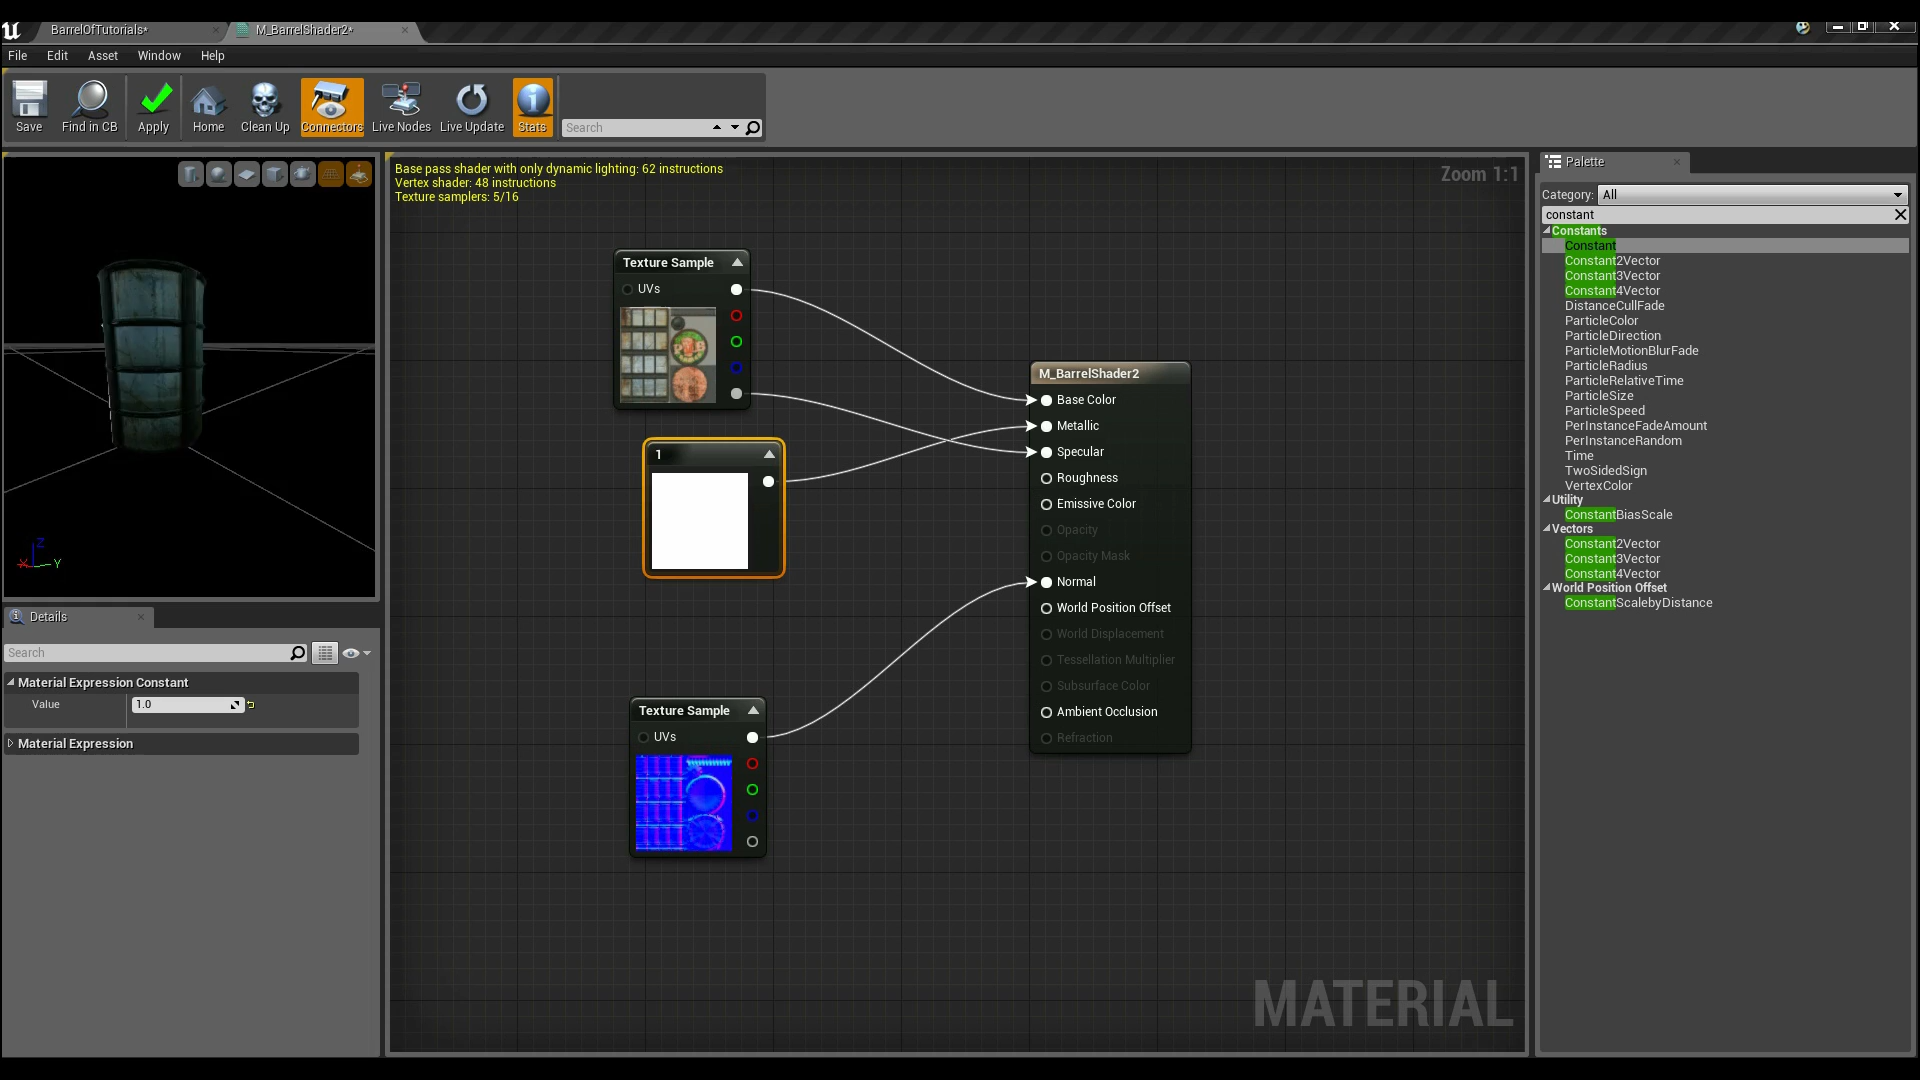 BarrelOfTutorials*
M_BarrelShader2*
File Edit Asset Window Help
Save Find in CB Apply Home Clean Up Connectors Live Nodes Live Update Stats Search
Base pass shader with only dynamic lighting: 62 instructions
Vertex shader: 48 instructions
Texture samplers: 5/16
Zoom 1:1
Z
X
Y
Details
Search
Material Expression Constant
Value 1.0
Material Expression
Texture Sample
UVs
1
Texture Sample
UVs
M_BarrelShader2
Base Color
Metallic
Specular
Roughness
Emissive Color
Opacity
Opacity Mask
Normal
World Position Offset
World Displacement
Tessellation Multiplier
Subsurface Color
Ambient Occlusion
Refraction
MATERIAL
Palette
Category: All
constant
Constants
Constant
Constant2Vector
Constant3Vector
Constant4Vector
DistanceCullFade
ParticleColor
ParticleDirection
ParticleMotionBlurFade
ParticleRadius
ParticleRelativeTime
ParticleSize
ParticleSpeed
PerInstanceFadeAmount
PerInstanceRandom
Time
TwoSidedSign
VertexColor
Utility
ConstantBiasScale
Vectors
Constant2Vector
Constant3Vector
Constant4Vector
World Position Offset
ConstantScalebyDistance